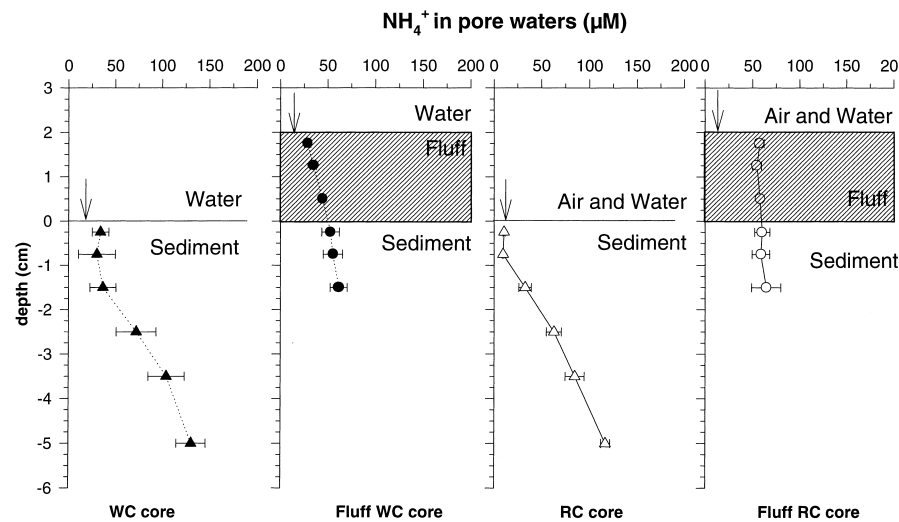 NH4+ in pore waters (µM)
0 50 100 150 200 0 50 100 150 200 0 50 100 150 200 0 50 100 150 20
3
Water
Air and Water
2
Fluff
1
Water
Air and Water
Fluff
0
Sediment
Sediment
Sediment
Sediment
-1
-2
-3
-4
-5
-6
depth (cm)
WC core
Fluff WC core
RC core
Fluff RC core